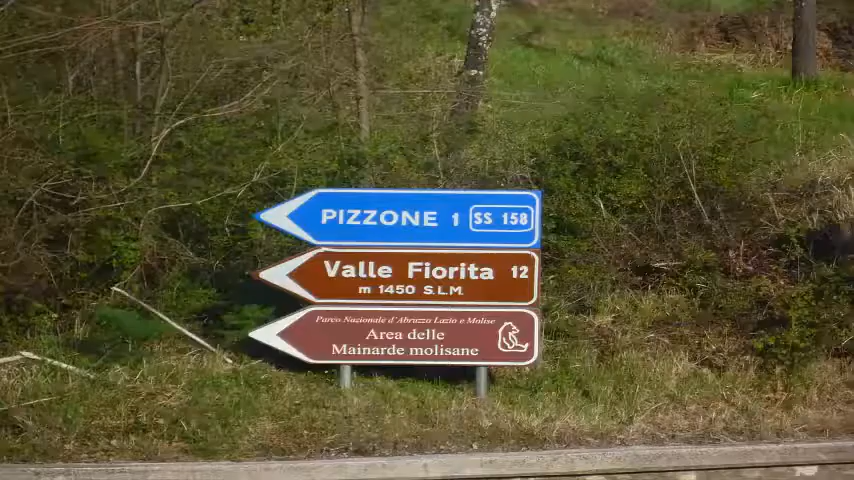 PIZZONE 1 SS 158
Valle Fiorita 12
m 1450 S.L.M.
Parco Nazionale d'Abruzzo Lazio e Molise
Area delle
Mainarde molisane